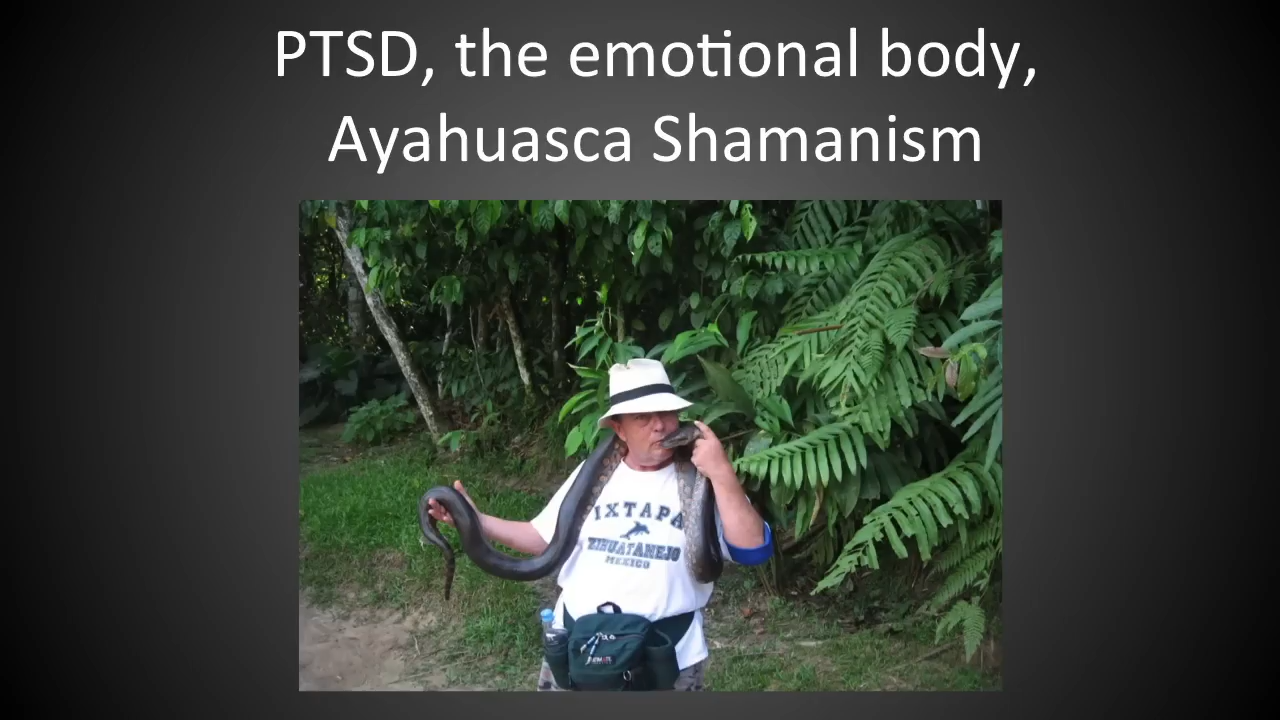 PTSD, the emotional body,
Ayahuasca Shamanism
IXTAPA
ZIHUATANEJO
MEXICO